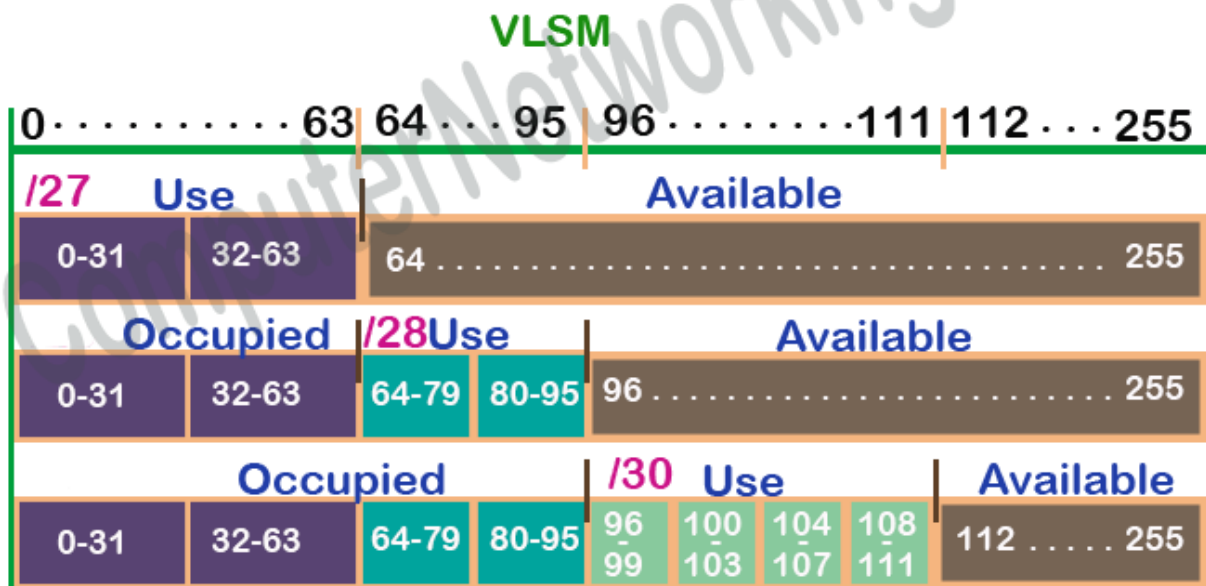 VLSM
0 . . . . . . . . . . . 63 64 . . . 95 96 . . . . . . . . . 111 112 . . . 255
/27 Use Available
0-31 32-63 64 . . . . . . . . . . . . . . . . . . . . . . . . . . . . . . . . . . . . . . 255
Occupied /28 Use Available
0-31 32-63 64-79 80-95 96 . . . . . . . . . . . . . . . . . . . . . . . . . . 255
Occupied /30 Use Available
0-31 32-63 64-79 80-95 96-99 100-103 104-107 108-111 112 . . . . . 255
ComputerNetworking